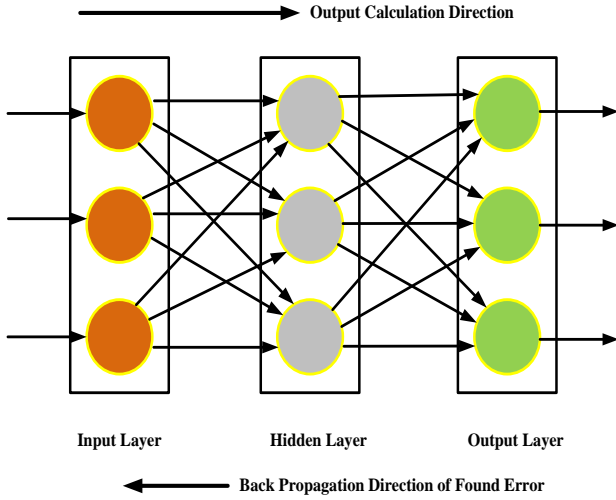 Output Calculation Direction
Input Layer
Hidden Layer
Output Layer
Back Propagation Direction of Found Error